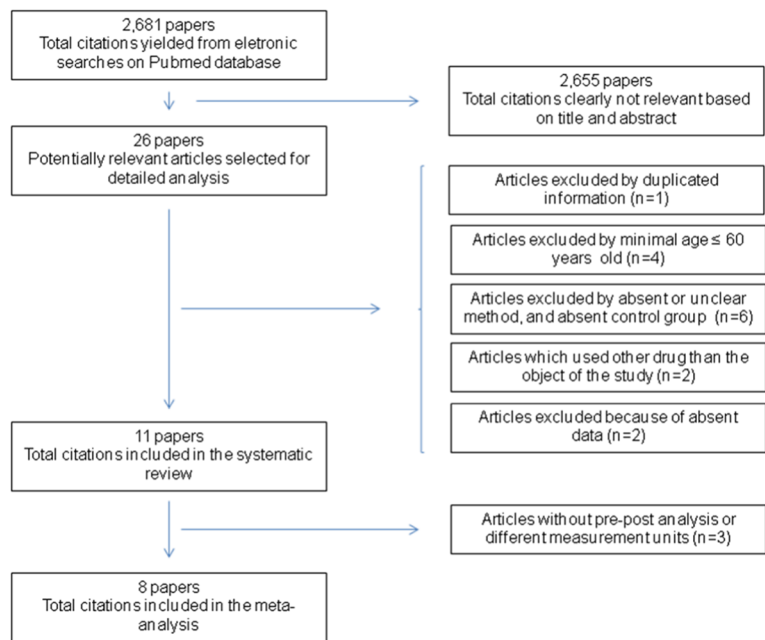 2,681 papers
Total citations yielded from eletronic
searches on Pubmed database
2,655 papers
Total citations clearly not relevant based
on title and abstract
26 papers
Potentially relevant articles selected for
detailed analysis
Articles excluded by duplicated
information (n=1)
Articles excluded by minimal age ≤ 60
years old (n=4)
Articles excluded by absent or unclear
method, and absent control group (n=6)
Articles which used other drug than the
object of the study (n=2)
Articles excluded because of absent
data (n=2)
11 papers
Total citations included in the systematic
review
Articles without pre-post analysis or
different measurement units (n=3)
8 papers
Total citations included in the meta-
analysis